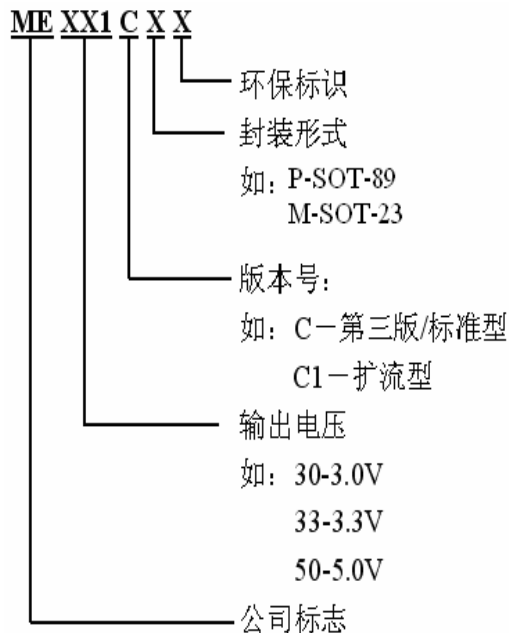 ME XX1 C X X
环保标识
封装形式
如：P-SOT-89
M-SOT-23
版本号：
如：C－第三版/标准型
C1－扩流型
输出电压
如：30-3.0V
33-3.3V
50-5.0V
公司标志